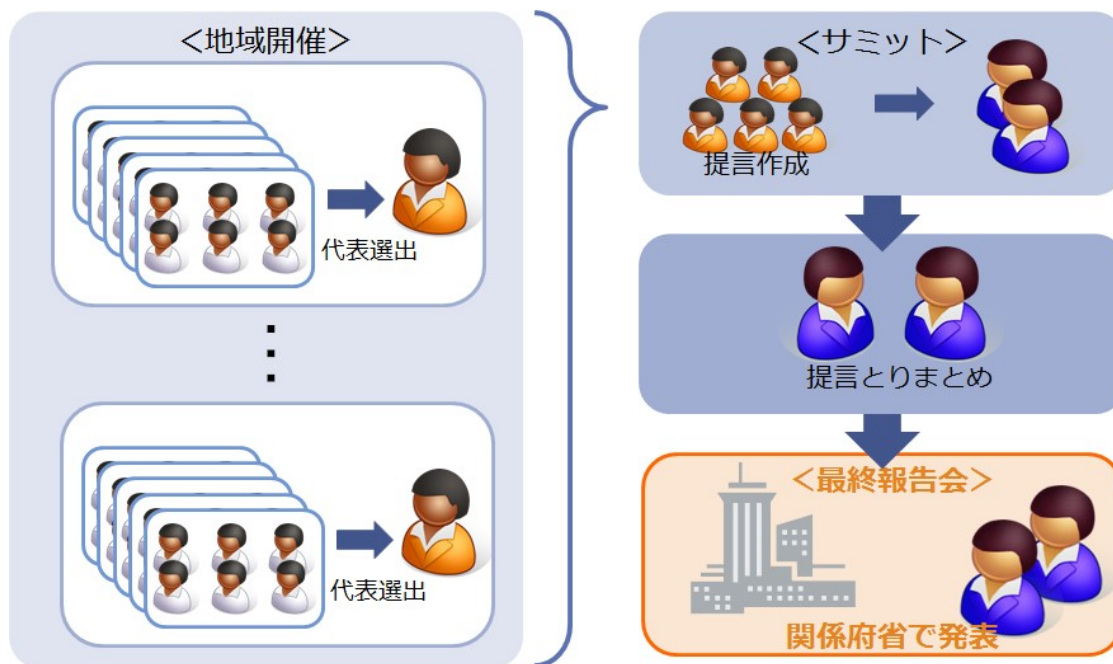 <地域開催>
代表選出
代表選出
<サミット>
提言作成
提言とりまとめ
<最終報告会>
関係府省で発表